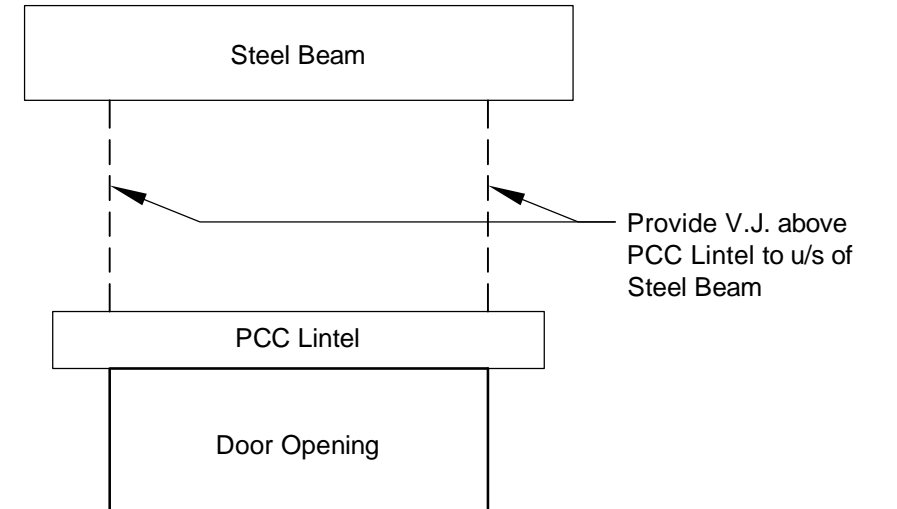 Steel Beam
Provide V.J. above
PCC Lintel to u/s of
Steel Beam
PCC Lintel
Door Opening